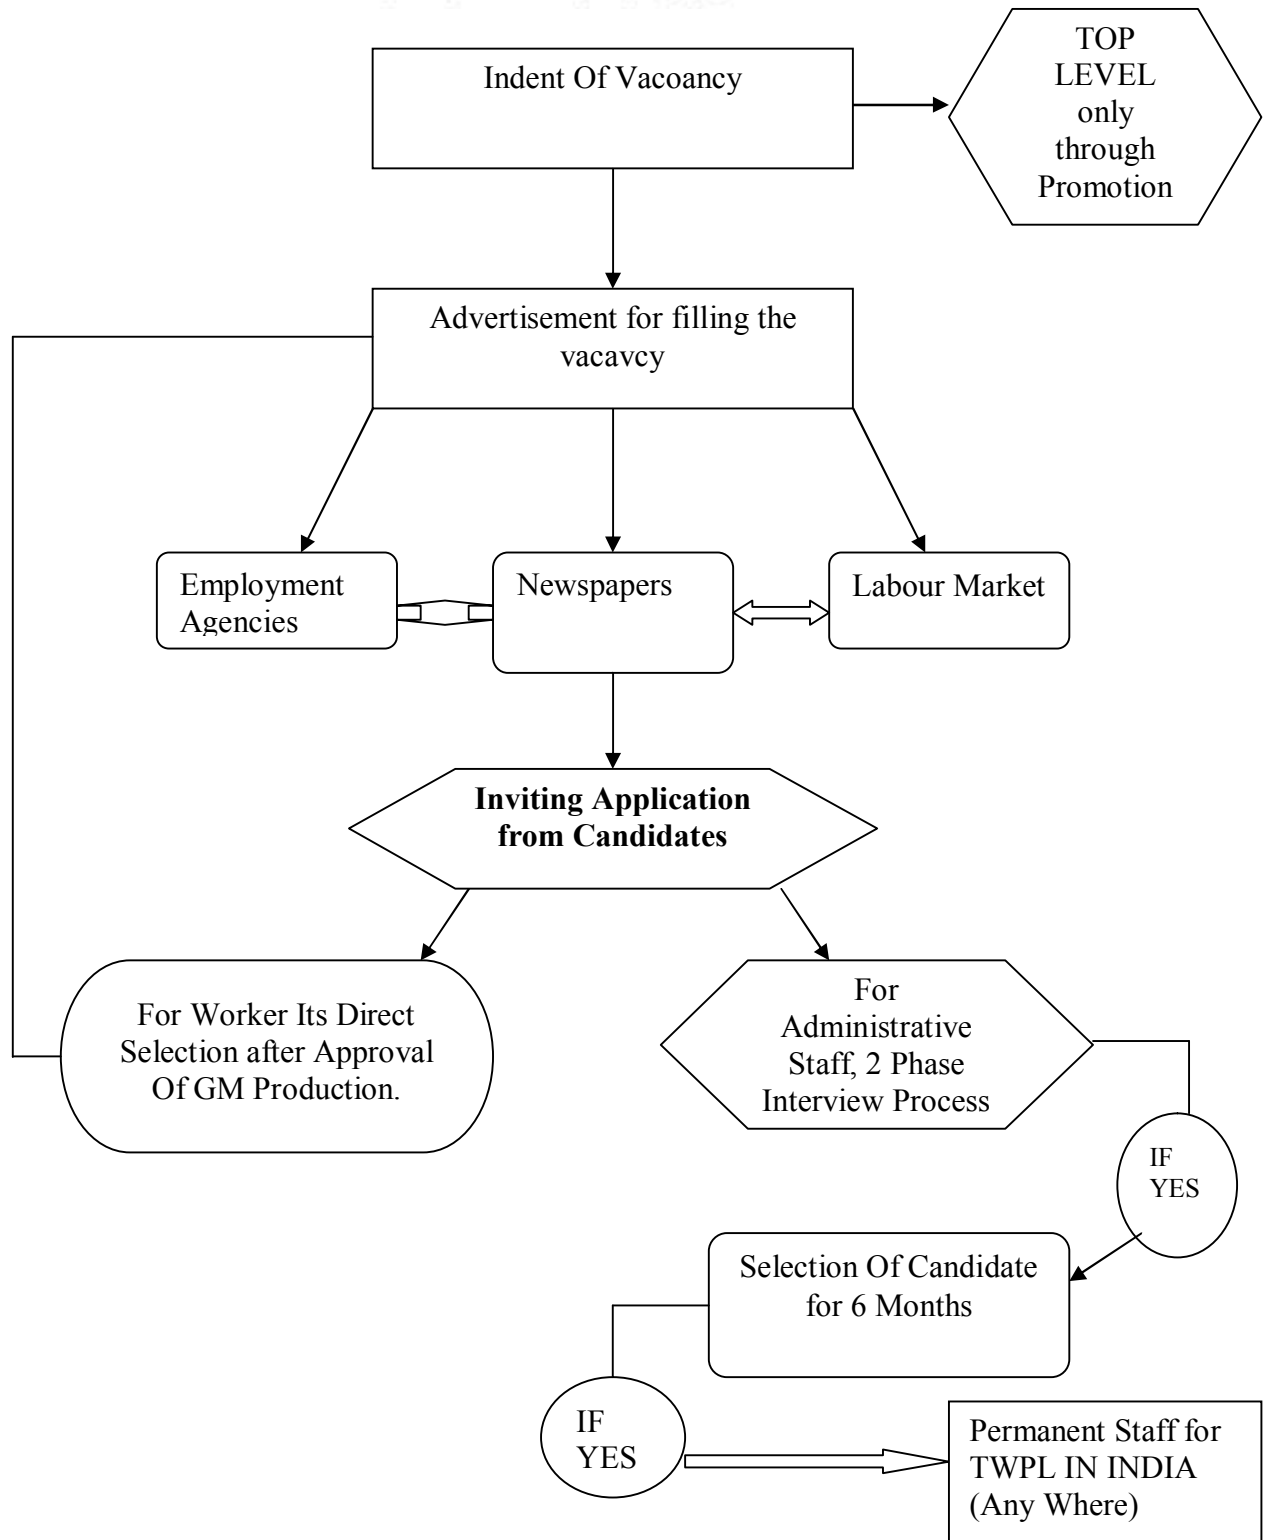 Indent Of Vacoancy
TOP
LEVEL
only
through
Promotion
Advertisement for filling the
vacavcy
Employment
Agencies
Newspapers
Labour Market
Inviting Application
from Candidates
For Worker Its Direct
Selection after Approval
Of GM Production.
For
Administrative
Staff, 2 Phase
Interview Process
IF
YES
Selection Of Candidate
for 6 Months
IF
YES
Permanent Staff for
TWPL IN INDIA
(Any Where)